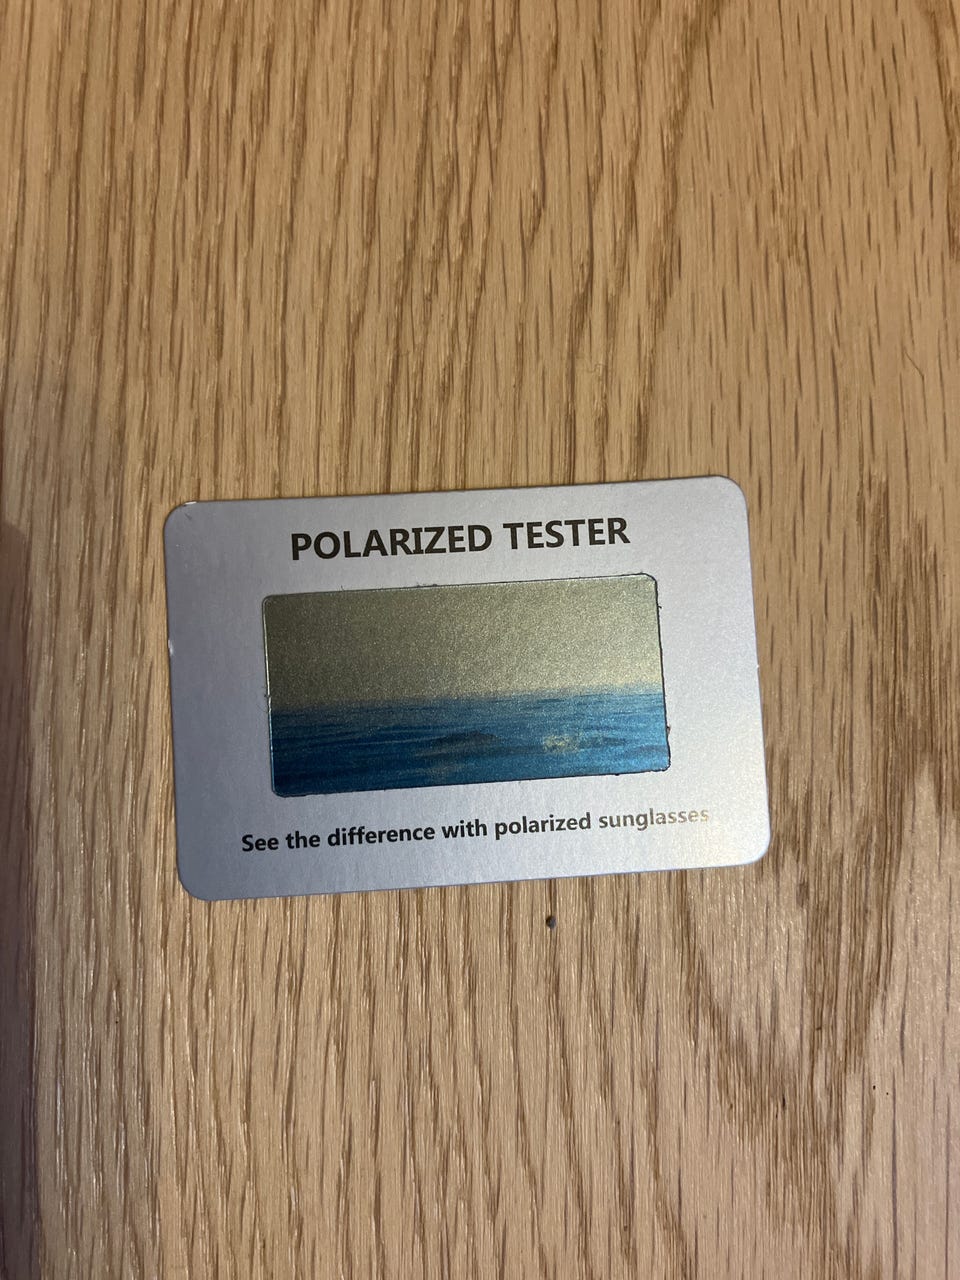 POLARIZED TESTER
See the difference with polarized sunglasses